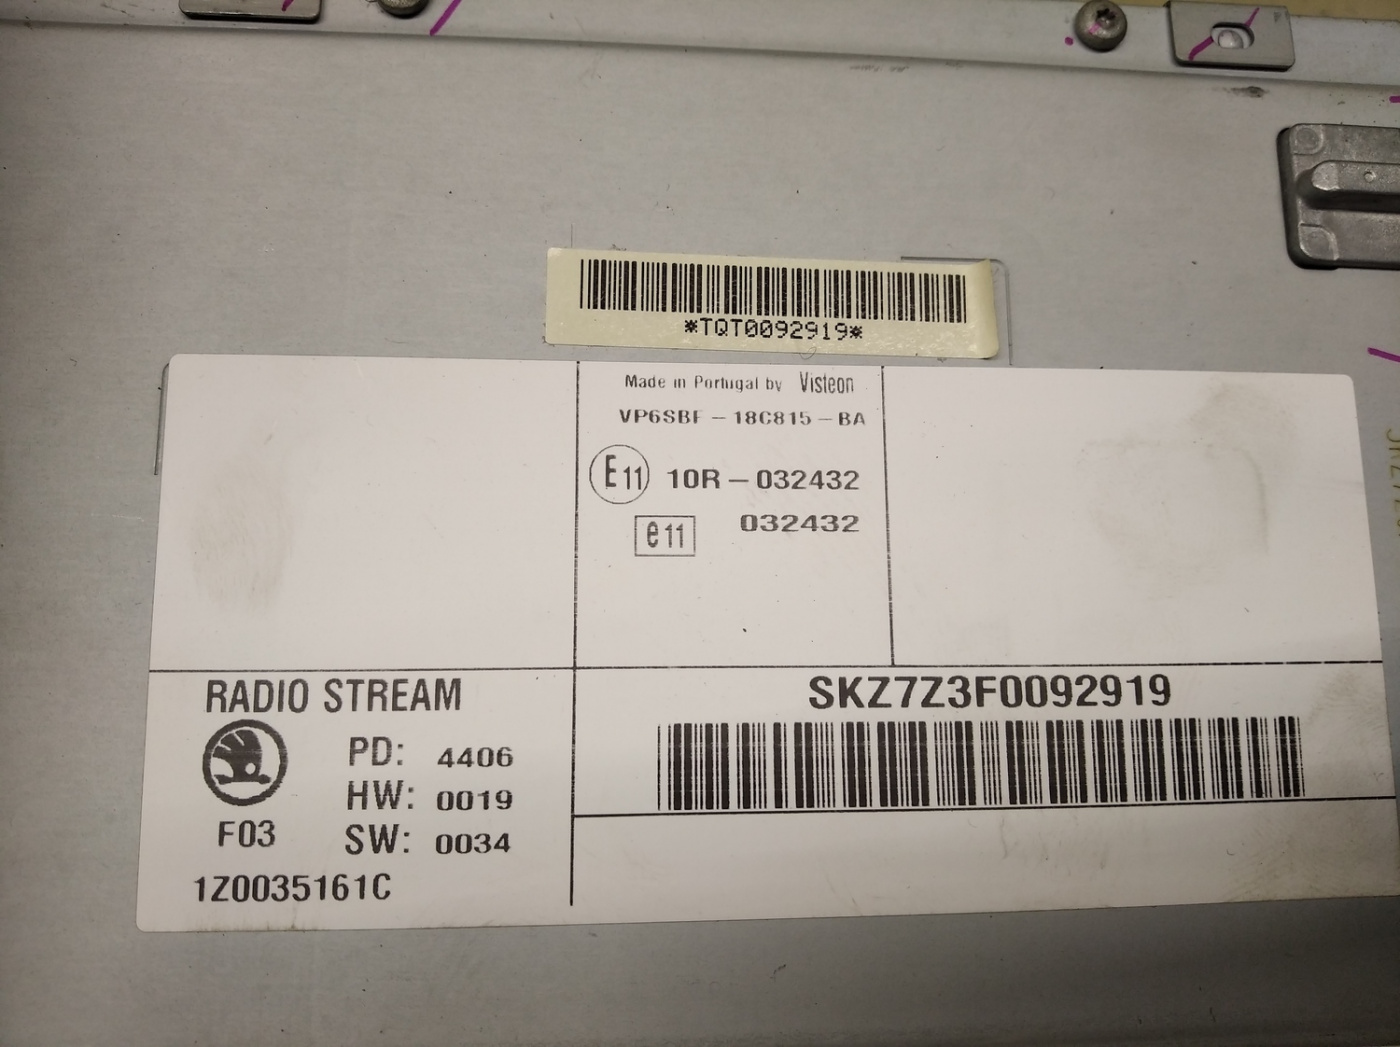 *TQT0092919*
Made in Portugal by Visteon
VP6SBF - 18C815 - BA
E11 10R - 032432
e11 032432
RADIO STREAM
PD: 4406
HW: 0019
F03
SW: 0034
1Z0035161C
SKZ7Z3F0092919